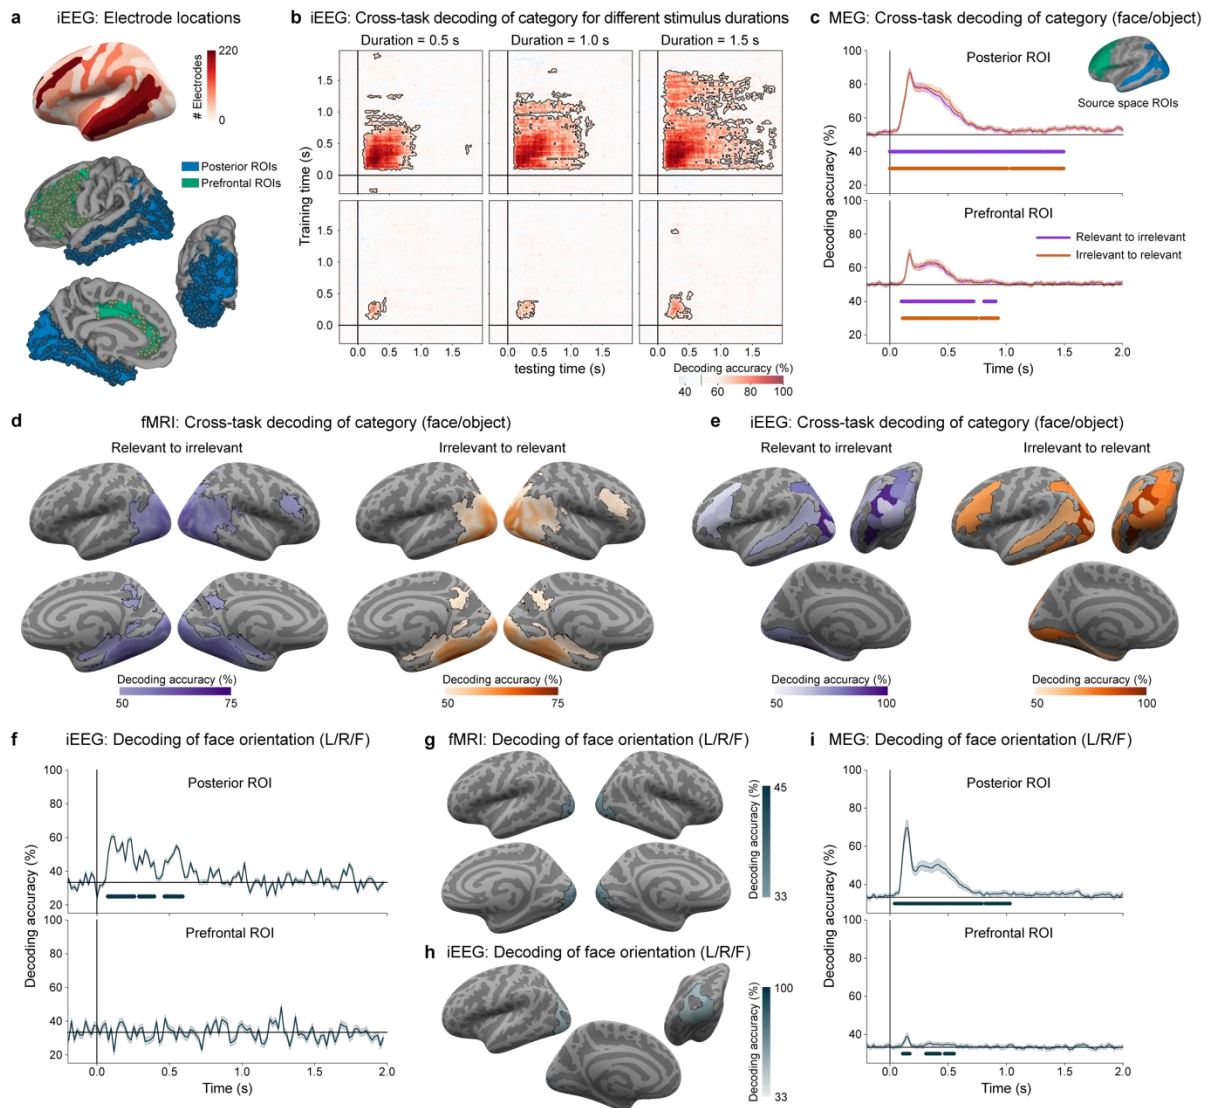 a iEEG: Electrode locations
220
# Electrodes
0
Posterior ROIs
Prefrontal ROIs
b iEEG: Cross-task decoding of category for different stimulus durations
Duration = 0.5 s
Duration = 1.0 s
Duration = 1.5 s
Training time (s)
1.5
1.0
0.5
0.0
1.5
1.0
0.5
0.0
0.0 0.5 1.0 1.5
0.0 0.5 1.0 1.5
0.0 0.5 1.0 1.5
testing time (s)
Decoding accuracy (%)
40 60 80 100
c MEG: Cross-task decoding of category (face/object)
Posterior ROI
Source space ROIs
Decoding accuracy (%)
100
80
60
40
20
Prefrontal ROI
100
80
60
40
20
Relevant to irrelevant
Irrelevant to relevant
0.0 0.5 1.0 1.5 2.0
Time (s)
d fMRI: Cross-task decoding of category (face/object)
Relevant to irrelevant
Irrelevant to relevant
Decoding accuracy (%)
50 75
Decoding accuracy (%)
50 75
e iEEG: Cross-task decoding of category (face/object)
Relevant to irrelevant
Irrelevant to relevant
Decoding accuracy (%)
50 100
Decoding accuracy (%)
50 100
f iEEG: Decoding of face orientation (L/R/F)
Posterior ROI
Decoding accuracy (%)
100
80
60
40
20
Prefrontal ROI
100
80
60
40
20
0.0 0.5 1.0 1.5 2.0
Time (s)
g fMRI: Decoding of face orientation (L/R/F)
Decoding accuracy (%)
45
33
h iEEG: Decoding of face orientation (L/R/F)
Decoding accuracy (%)
100
33
i MEG: Decoding of face orientation (L/R/F)
Posterior ROI
Decoding accuracy (%)
100
80
60
40
Prefrontal ROI
100
80
60
40
0.0 0.5 1.0 1.5 2.0
Time (s)